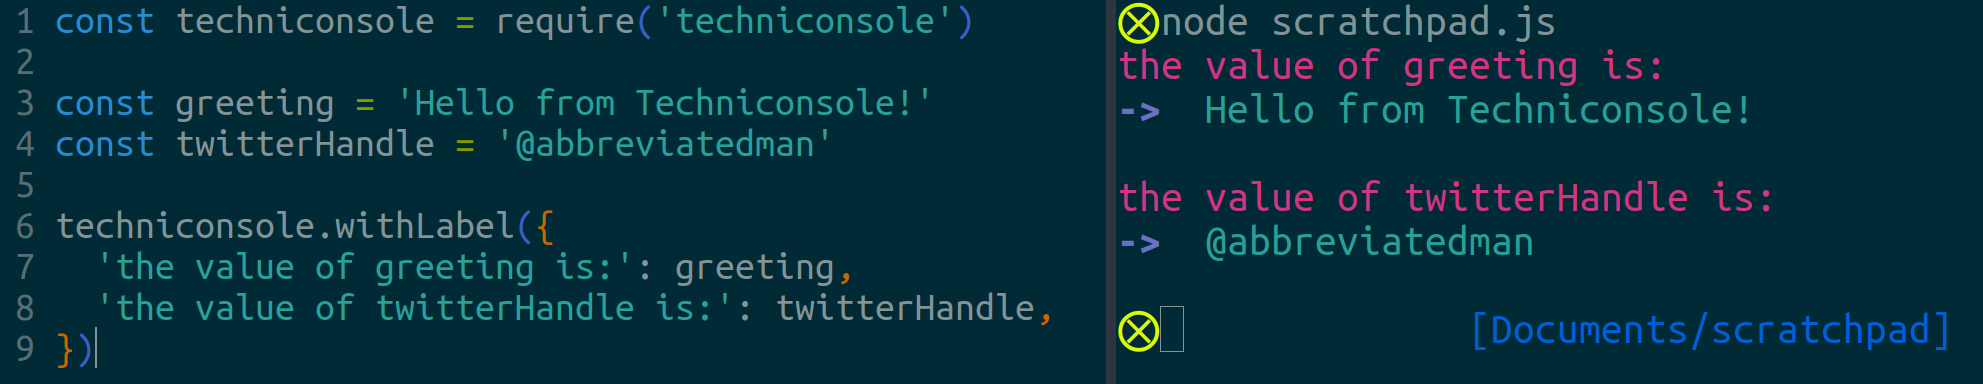 1 const techniconsole = require('techniconsole')
2
3 const greeting = 'Hello from Techniconsole!'
4 const twitterHandle = '@abbreviatedman'
5
6 techniconsole.withLabel({
7   'the value of greeting is:': greeting,
8   'the value of twitterHandle is:': twitterHandle,
9 })
node scratchpad.js
the value of greeting is:
->  Hello from Techniconsole!
the value of twitterHandle is:
->  @abbreviatedman
[Documents/scratchpad]